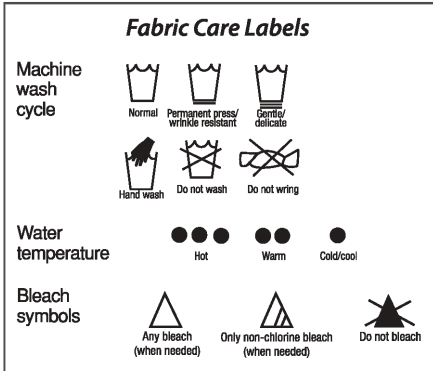 Fabric Care Labels
Machine
wash
cycle
Normal
Permanent press/
wrinkle resistant
Gentle/
delicate
Hand wash
Do not wash
Do not wring
Water
temperature
Hot
Warm
Cold/cool
Bleach
symbols
Any bleach
(when needed)
Only non-chlorine bleach
(when needed)
Do not bleach